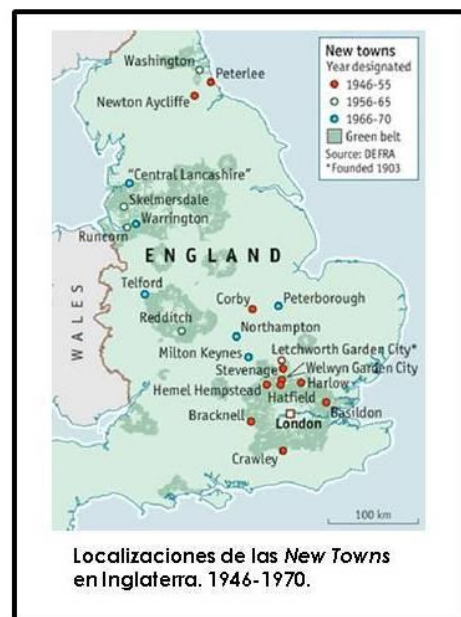 New towns
Year designated
1946-55
1956-65
1966-70
Green belt
Source: DEFRA
*Founded 1903
Washington
Peterlee
Newton Aycliffe
"Central Lancashire"
Skelmersdale
Warrington
Runcorn
ENGLAND
WALES
Telford
Corby
Peterborough
Redditch
Northampton
Milton Keynes
Letchworth Garden City*
Stevenage
Welwyn Garden City
Hemel Hempstead
Harlow
Hatfield
Basildon
Bracknell
London
Crawley
100 km
Localizaciones de las New Towns
en Inglaterra. 1946-1970.